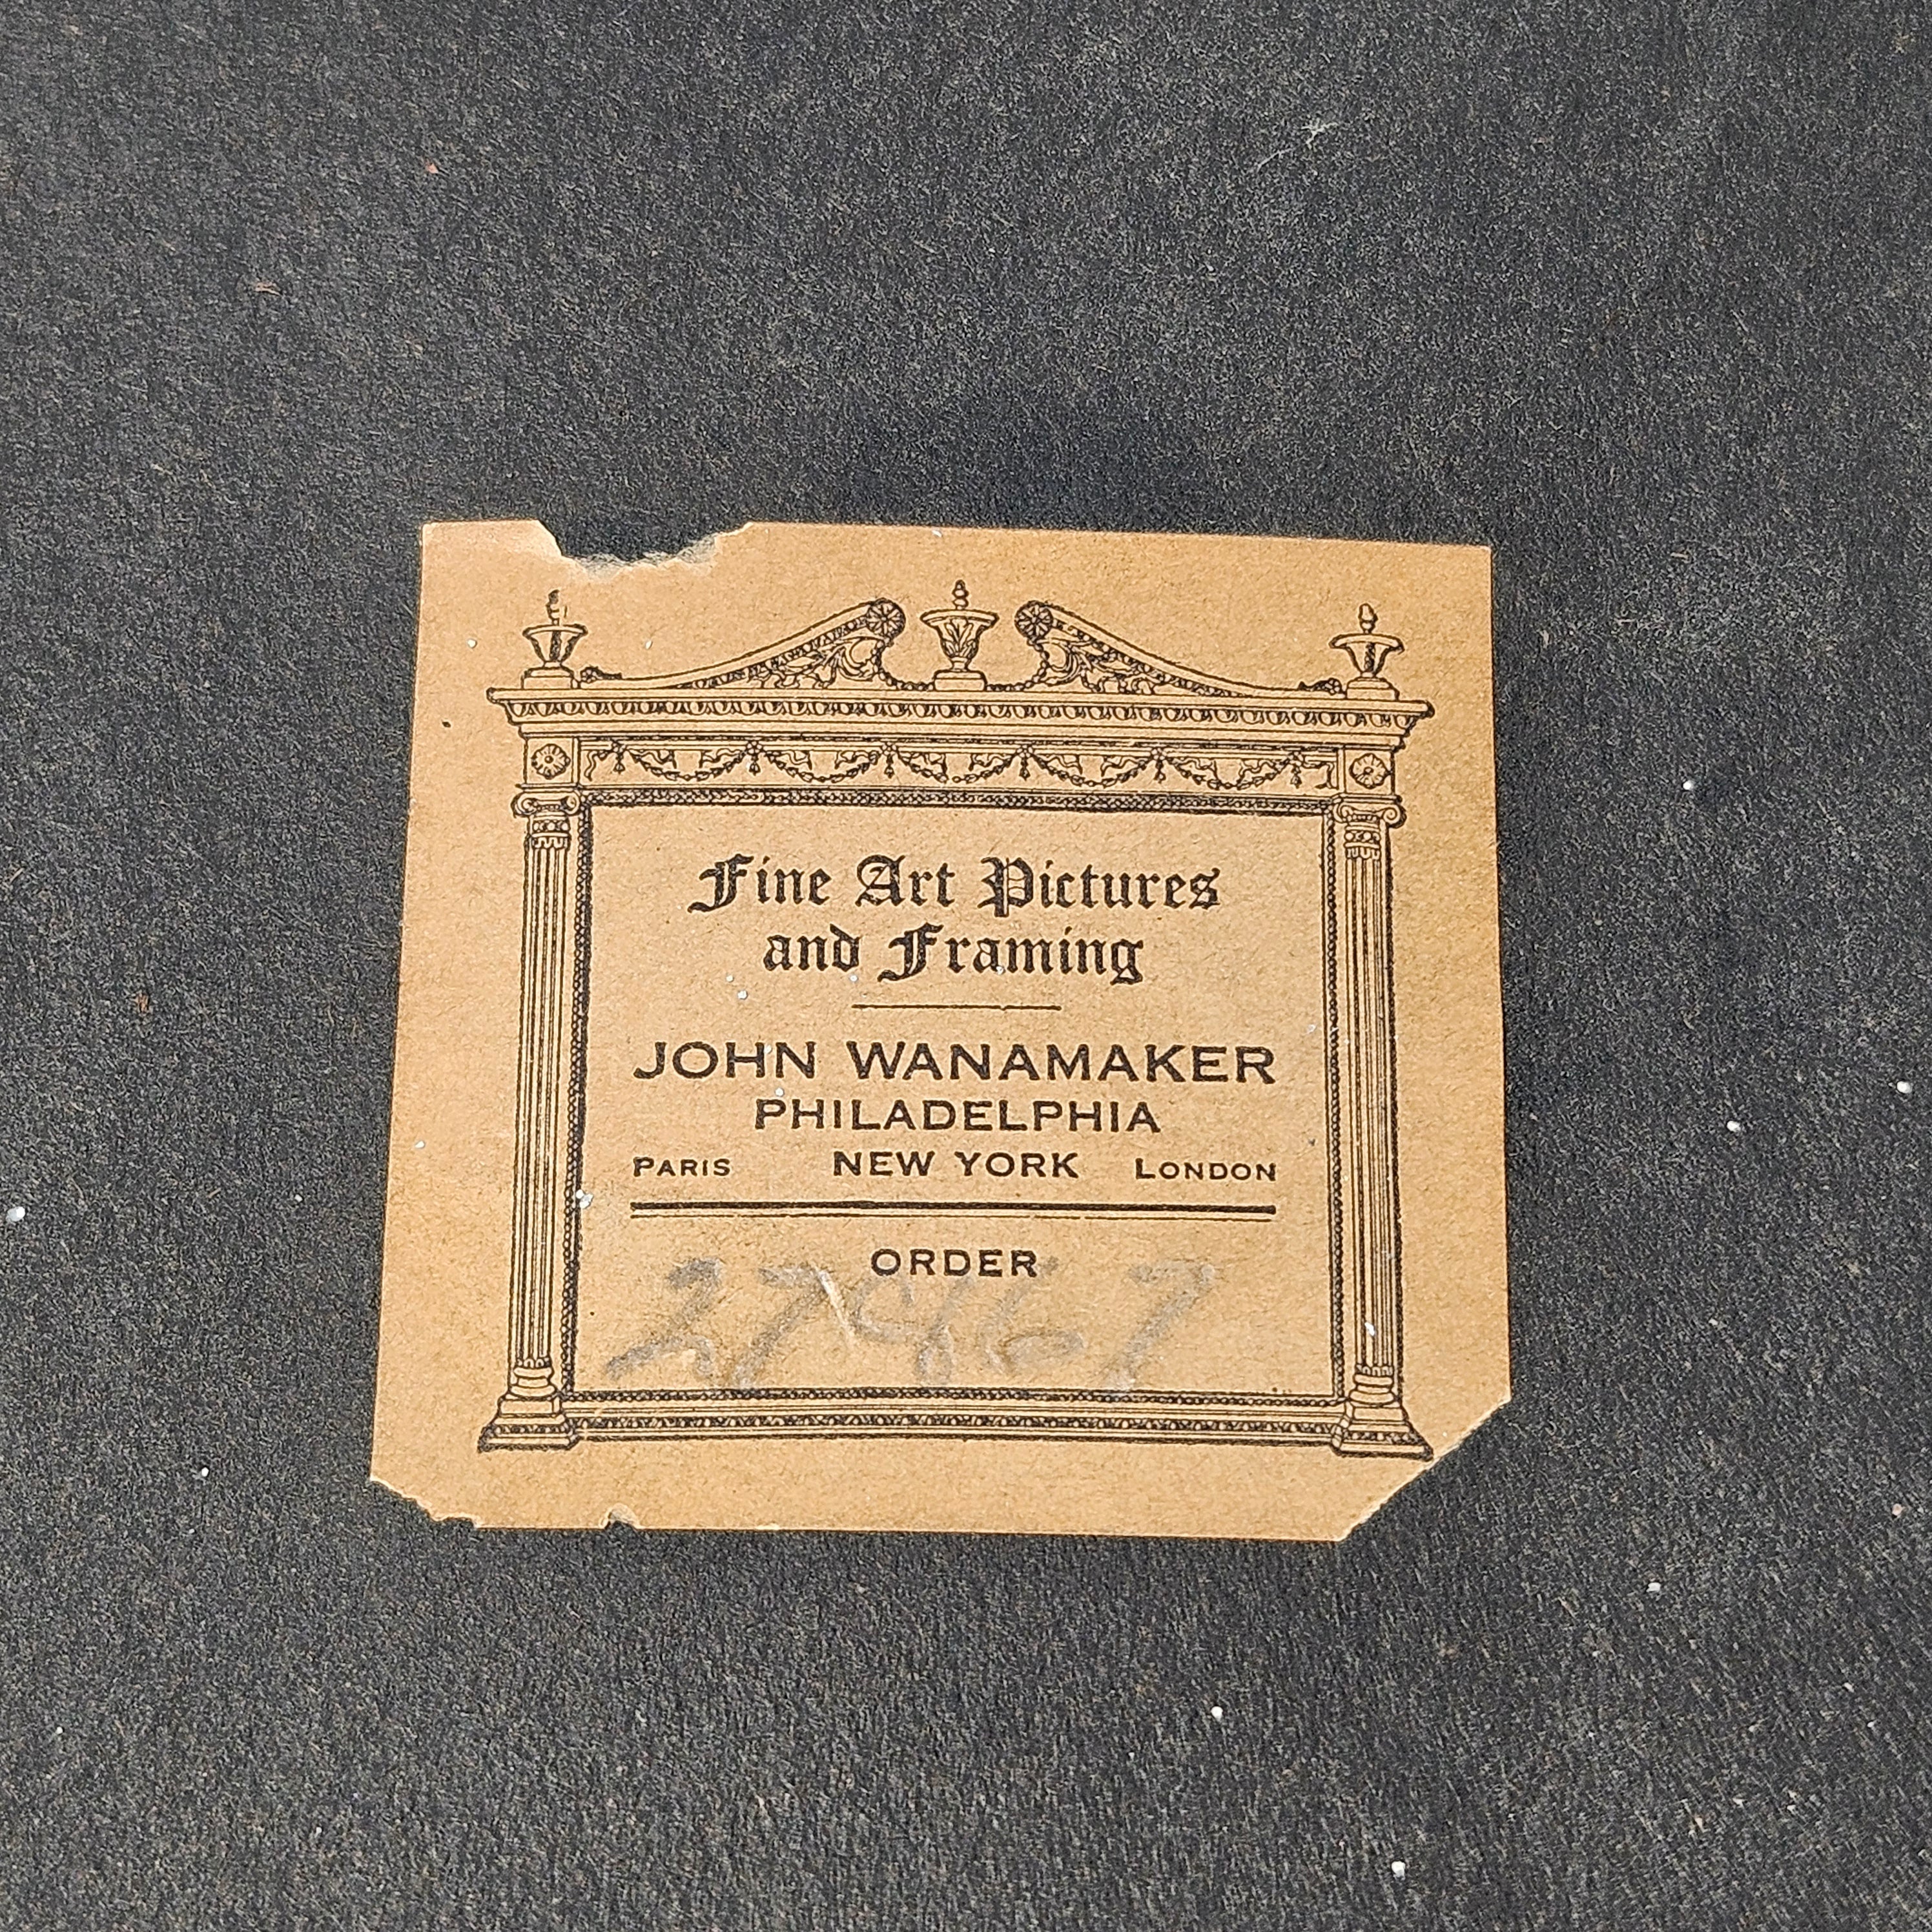 Fine Art Pictures
and Framing
JOHN WANAMAKER
PHILADELPHIA
PARIS NEW YORK LONDON
ORDER